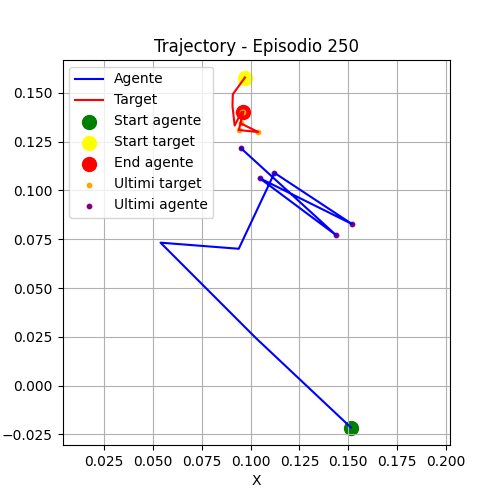 Trajectory - Episodio 250
Agente
Target
Start agente
Start target
End agente
Ultimi target
Ultimi agente
0.150
0.125
0.100
0.075
0.050
0.025
0.000
−0.025
0.025 0.050 0.075 0.100 0.125 0.150 0.175 0.200
X